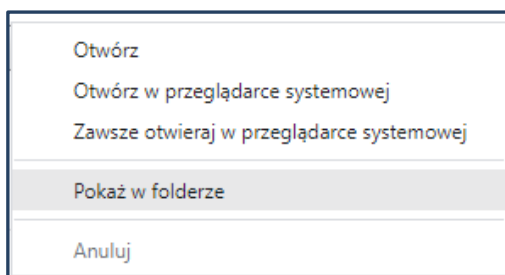 Otwórz
Otwórz w przeglądarce systemowej
Zawsze otwieraj w przeglądarce systemowej
Pokaż w folderze
Anuluj